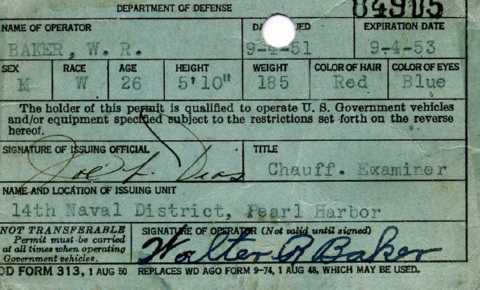 DEPARTMENT OF DEFENSE
84905
NAME OF OPERATOR
DATE ISSUED
EXPIRATION DATE
BAKER, W. R.
9-4-51
9-4-53
SEX RACE AGE HEIGHT WEIGHT COLOR OF HAIR COLOR OF EYES
M W 26 5'10" 185 Red Blue
The holder of this permit is qualified to operate U. S. Government vehicles
and/or equipment specified subject to the restrictions set forth on the reverse
hereof.
SIGNATURE OF ISSUING OFFICIAL
TITLE
Joe L. Dias
Chauff. Examiner
NAME AND LOCATION OF ISSUING UNIT
14th Naval District, Pearl Harbor
NOT TRANSFERABLE
Permit must be carried
at all times when operating
Government vehicles.
SIGNATURE OF OPERATOR (Not valid until signed)
Walter R Baker
DD FORM 313, 1 AUG 50 REPLACES WD AGO FORM 9-74, 1 AUG 48, WHICH MAY BE USED.